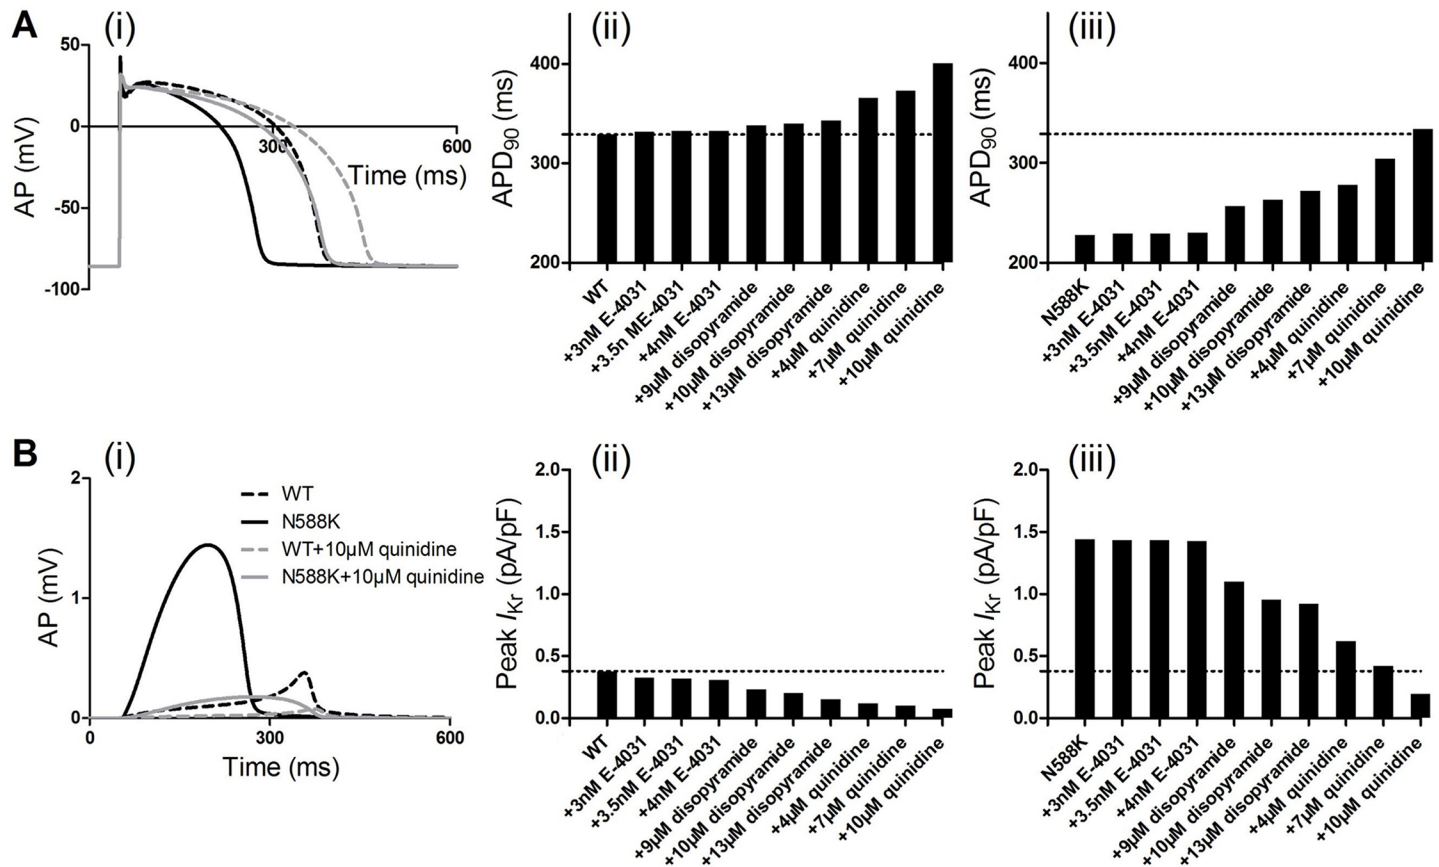 A
(i)
50
0
-50
-100
AP (mV)
300
600
Time (ms)
(ii)
400
300
200
APD90 (ms)
WT
+3nM E-4031
+3.5n ME-4031
+4nM E-4031
+9µM disopyramide
+10µM disopyramide
+13µM disopyramide
+4µM quinidine
+7µM quinidine
+10µM quinidine
(iii)
400
300
200
APD90 (ms)
N588K
+3nM E-4031
+3.5nM E-4031
+4nM E-4031
+9µM disopyramide
+10µM disopyramide
+13µM disopyramide
+4µM quinidine
+7µM quinidine
+10µM quinidine
B
(i)
2
1
0
AP (mV)
0
300
600
Time (ms)
WT
N588K
WT+10µM quinidine
N588K+10µM quinidine
(ii)
2.0
1.5
1.0
0.5
0.0
Peak IKr (pA/pF)
WT
+3nM E-4031
+3.5nM E-4031
+4nM E-4031
+9µM disopyramide
+10µM disopyramide
+13µM disopyramide
+4µM quinidine
+7µM quinidine
+10µM quinidine
(iii)
2.0
1.5
1.0
0.5
0.0
Peak IKr (pA/pF)
N588K
+3nM E-4031
+3.5nM E-4031
+4nM E-4031
+9µM disopyramide
+10µM disopyramide
+13µM disopyramide
+4µM quinidine
+7µM quinidine
+10µM quinidine